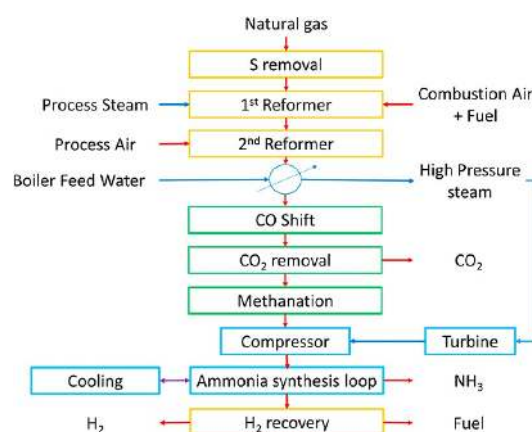 Natural gas
S removal
Process Steam
1st Reformer
Combustion Air
+ Fuel
Process Air
2nd Reformer
Boiler Feed Water
High Pressure
steam
CO Shift
CO₂ removal
CO₂
Methanation
Compressor
Turbine
Cooling
Ammonia synthesis loop
NH₃
H₂
H₂ recovery
Fuel